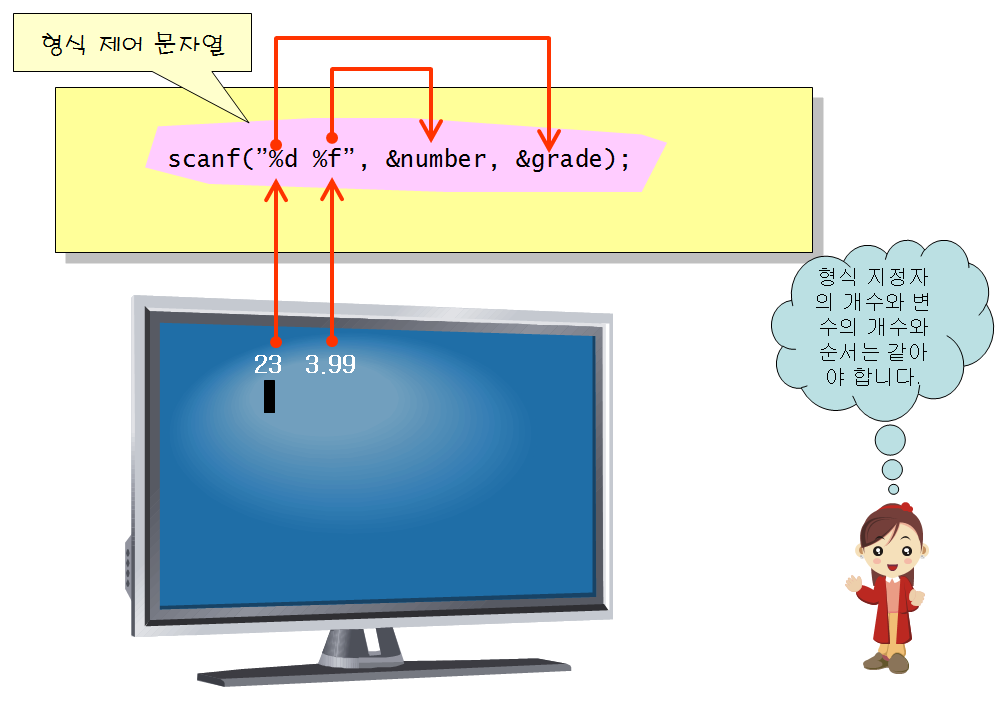 형식 제어 문자열
scanf(”%d %f”, &number, &grade);
23 3.99
형식 지정자
의 개수와 변
수의 개수와
순서는 같아
야 합니다.